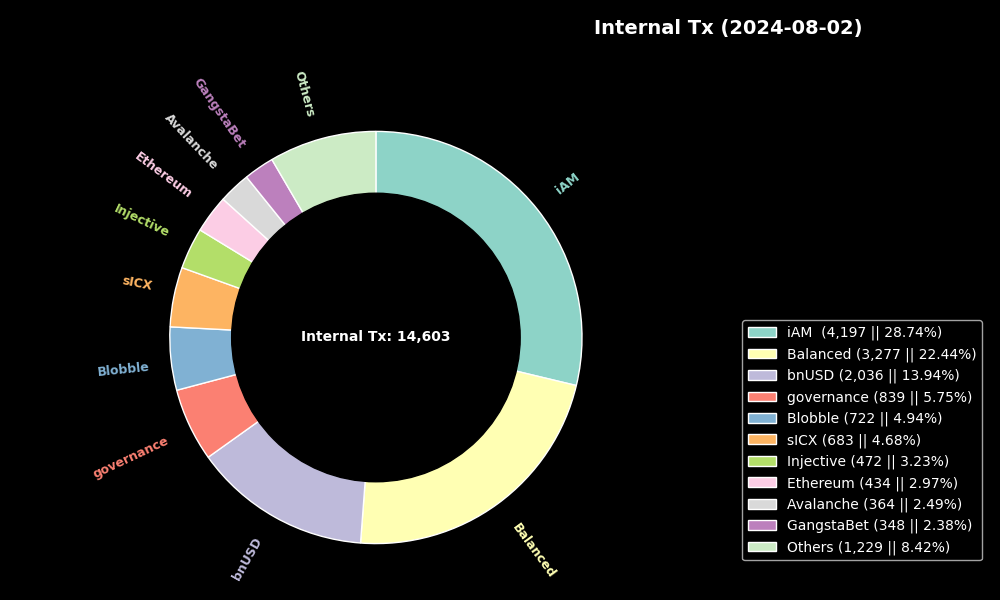 Internal Tx (2024-08-02)
Others
GangstaBet
Avalanche
Ethereum
Injective
sICX
Blobble
governance
bnUSD
Balanced
iAM
Internal Tx: 14,603
iAM  (4,197 || 28.74%)
Balanced (3,277 || 22.44%)
bnUSD (2,036 || 13.94%)
governance (839 || 5.75%)
Blobble (722 || 4.94%)
sICX (683 || 4.68%)
Injective (472 || 3.23%)
Ethereum (434 || 2.97%)
Avalanche (364 || 2.49%)
GangstaBet (348 || 2.38%)
Others (1,229 || 8.42%)